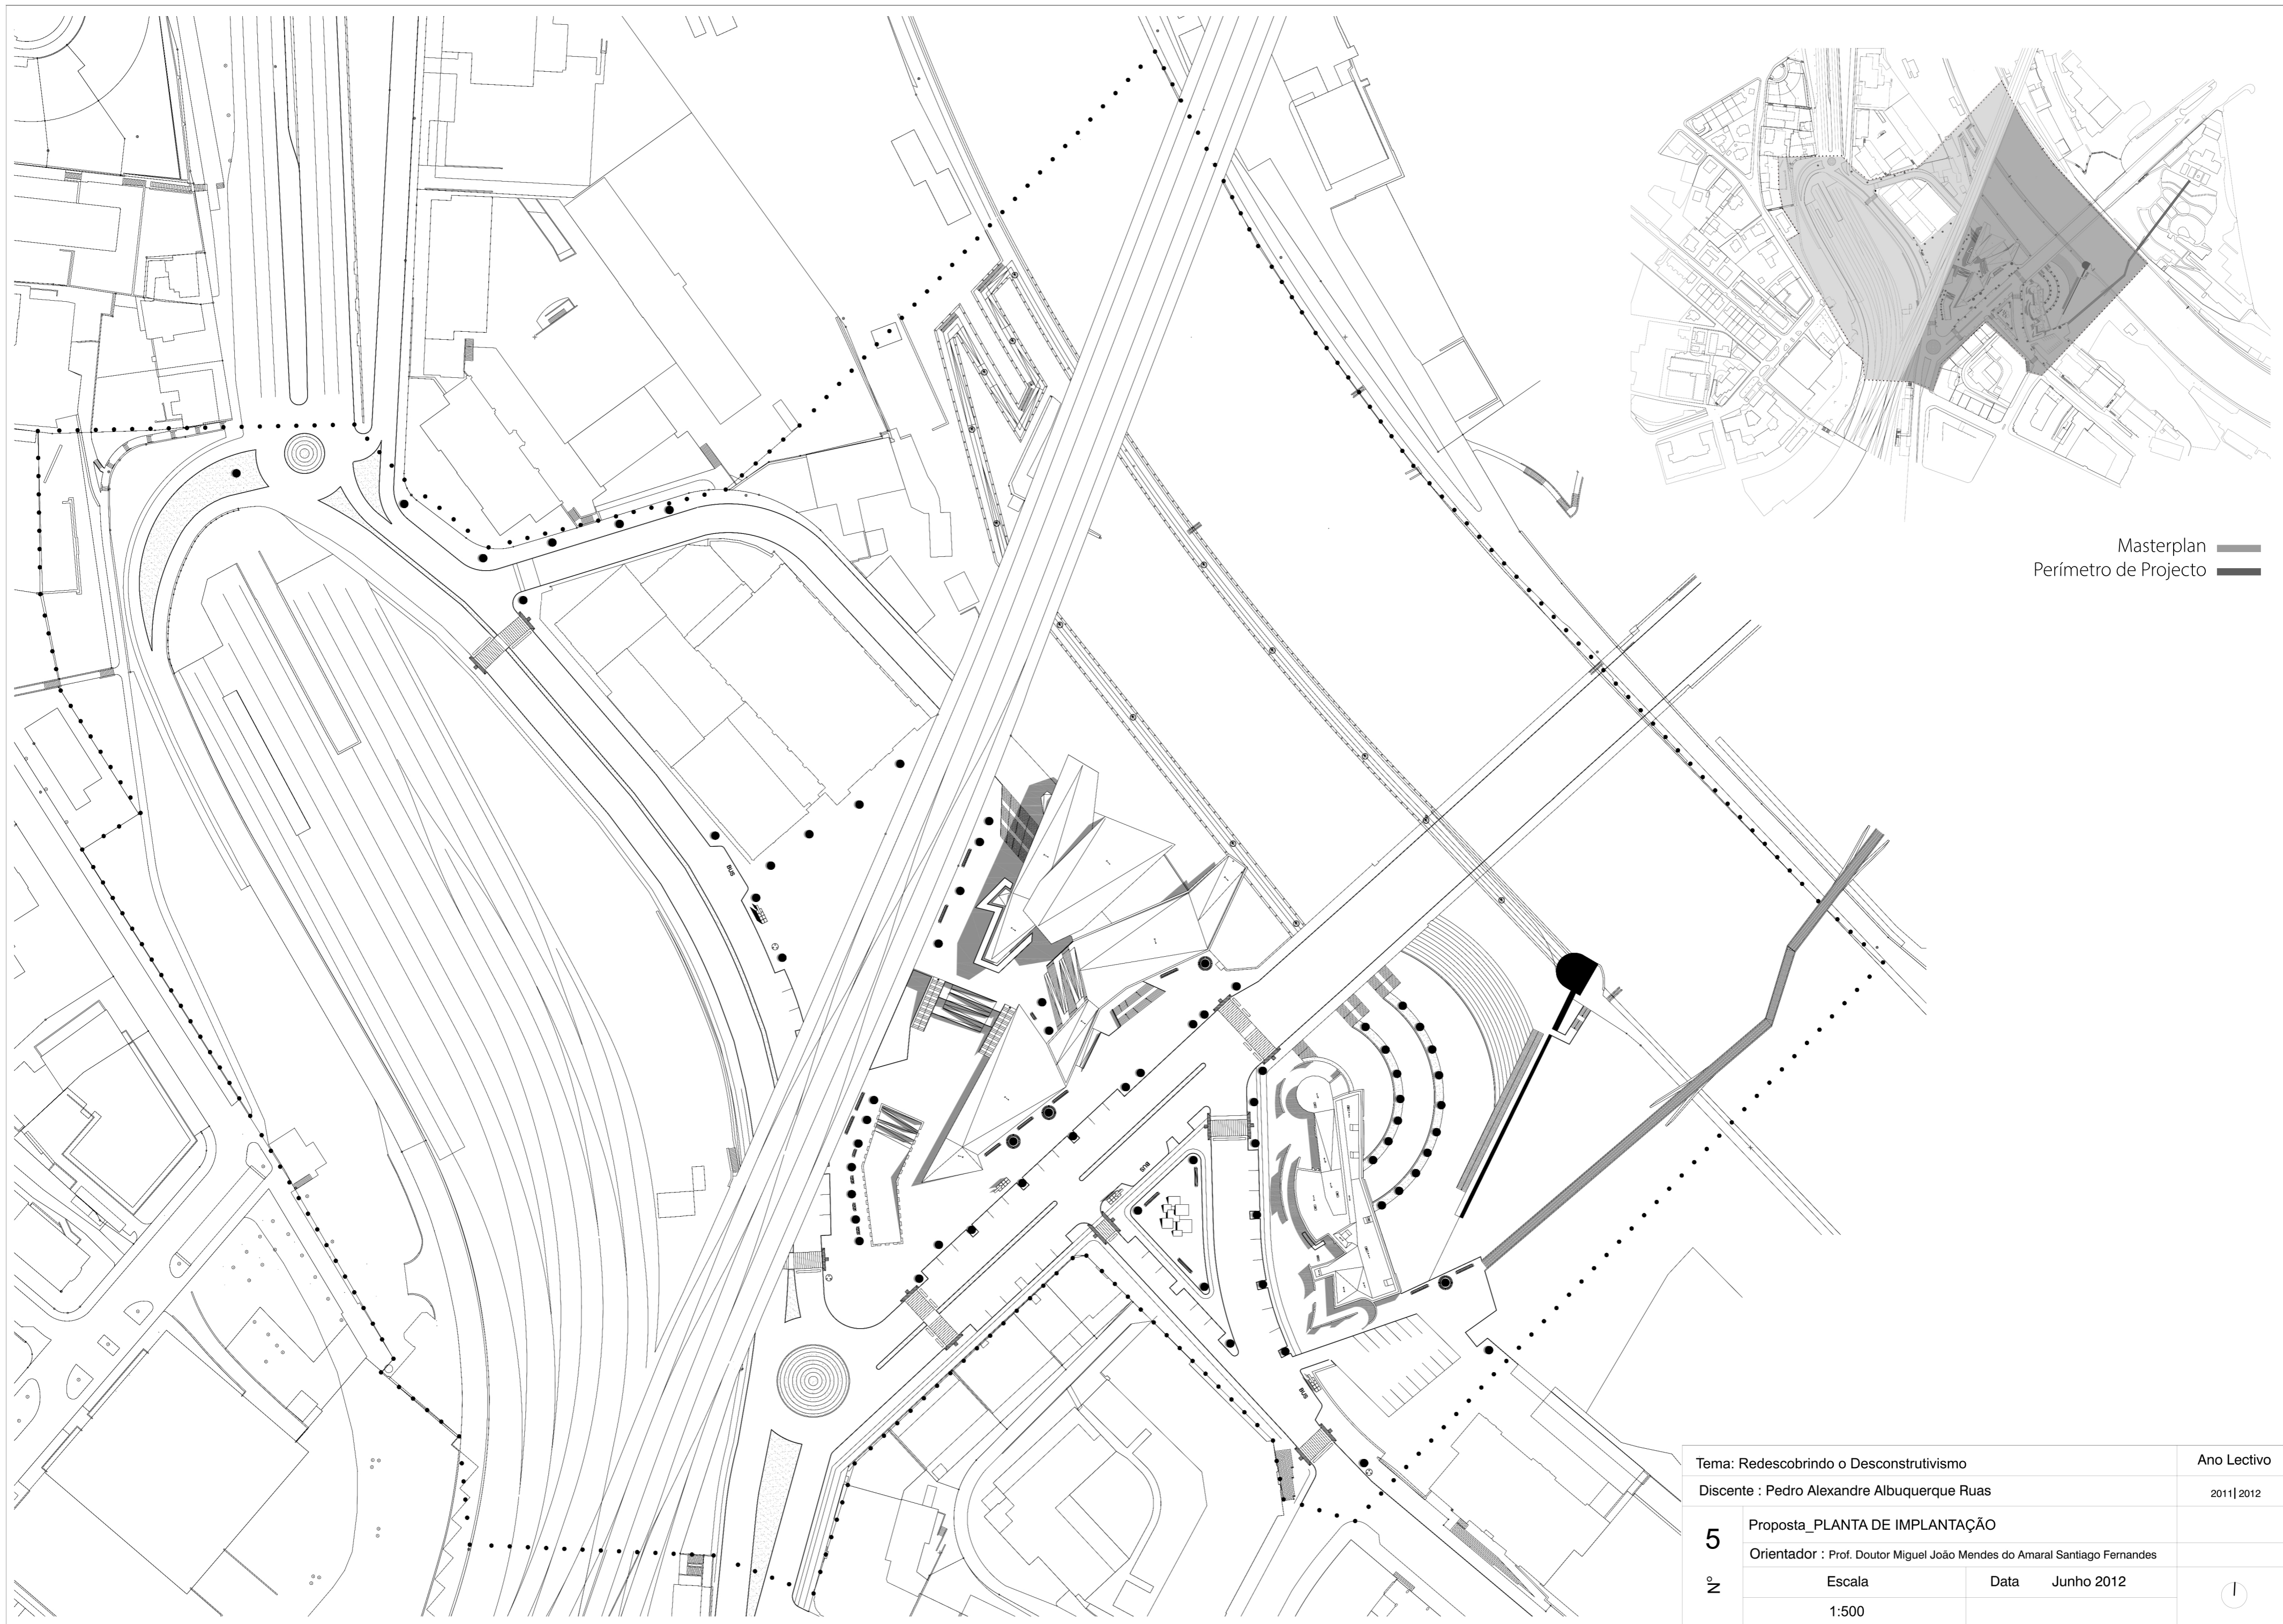 BUS
BUS
BUS
Masterplan
Perímetro de Projecto
Tema: Redescobrindo o Desconstrutivismo
Ano Lectivo
Discente : Pedro Alexandre Albuquerque Ruas
2011|2012
5
Nº
Proposta_PLANTA DE IMPLANTAÇÃO
Orientador : Prof. Doutor Miguel João Mendes do Amaral Santiago Fernandes
Escala
Data Junho 2012
1:500